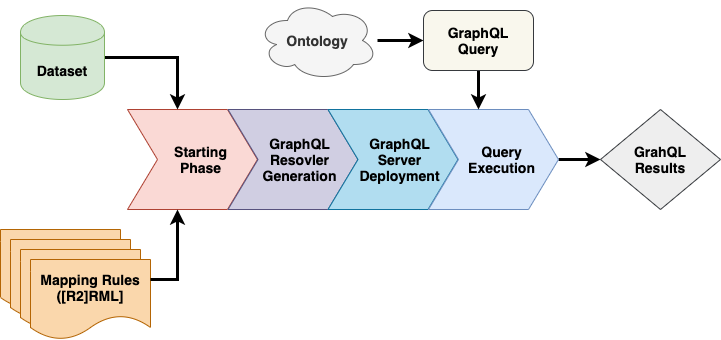 Ontology
GraphQL
Query
Dataset
Starting
Phase
GraphQL
Resovler
Generation
GraphQL
Server
Deployment
Query
Execution
GrahQL
Results
Mapping Rules
([R2]RML]